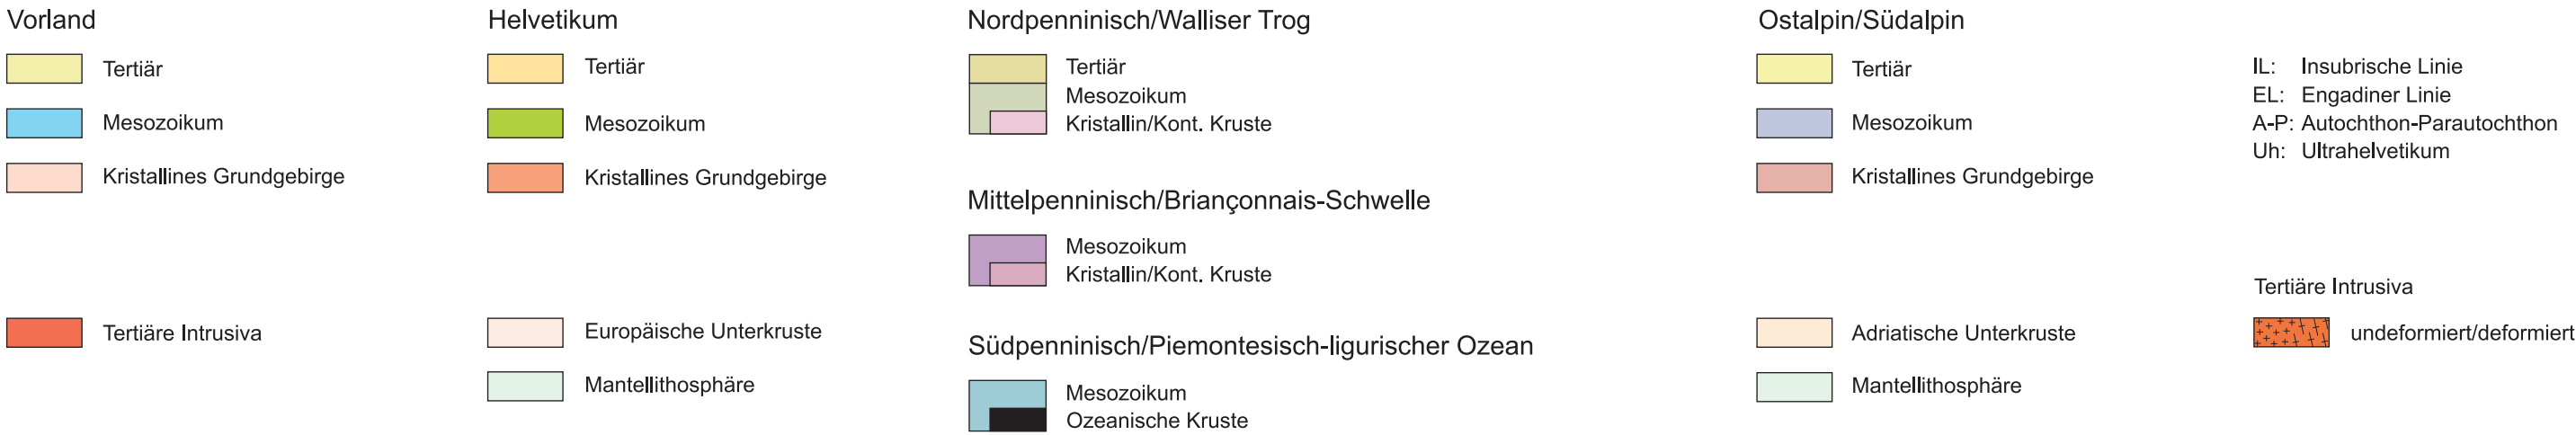 Vorland
Tertiär
Mesozoikum
Kristallines Grundgebirge
Tertiäre Intrusiva
Helvetikum
Tertiär
Mesozoikum
Kristallines Grundgebirge
Europäische Unterkruste
Mantellithosphäre
Nordpenninisch/Walliser Trog
Tertiär
Mesozoikum
Kristallin/Kont. Kruste
Mittelpenninisch/Briançonnais-Schwelle
Mesozoikum
Kristallin/Kont. Kruste
Südpenninisch/Piemontesisch-ligurischer Ozean
Mesozoikum
Ozeanische Kruste
Ostalpin/Südalpin
Tertiär
Mesozoikum
Kristallines Grundgebirge
Adriatische Unterkruste
Mantellithosphäre
IL: Insubrische Linie
EL: Engadiner Linie
A-P: Autochthon-Parautochthon
Uh: Ultrahelvetikum
Tertiäre Intrusiva
undeformiert/deformiert